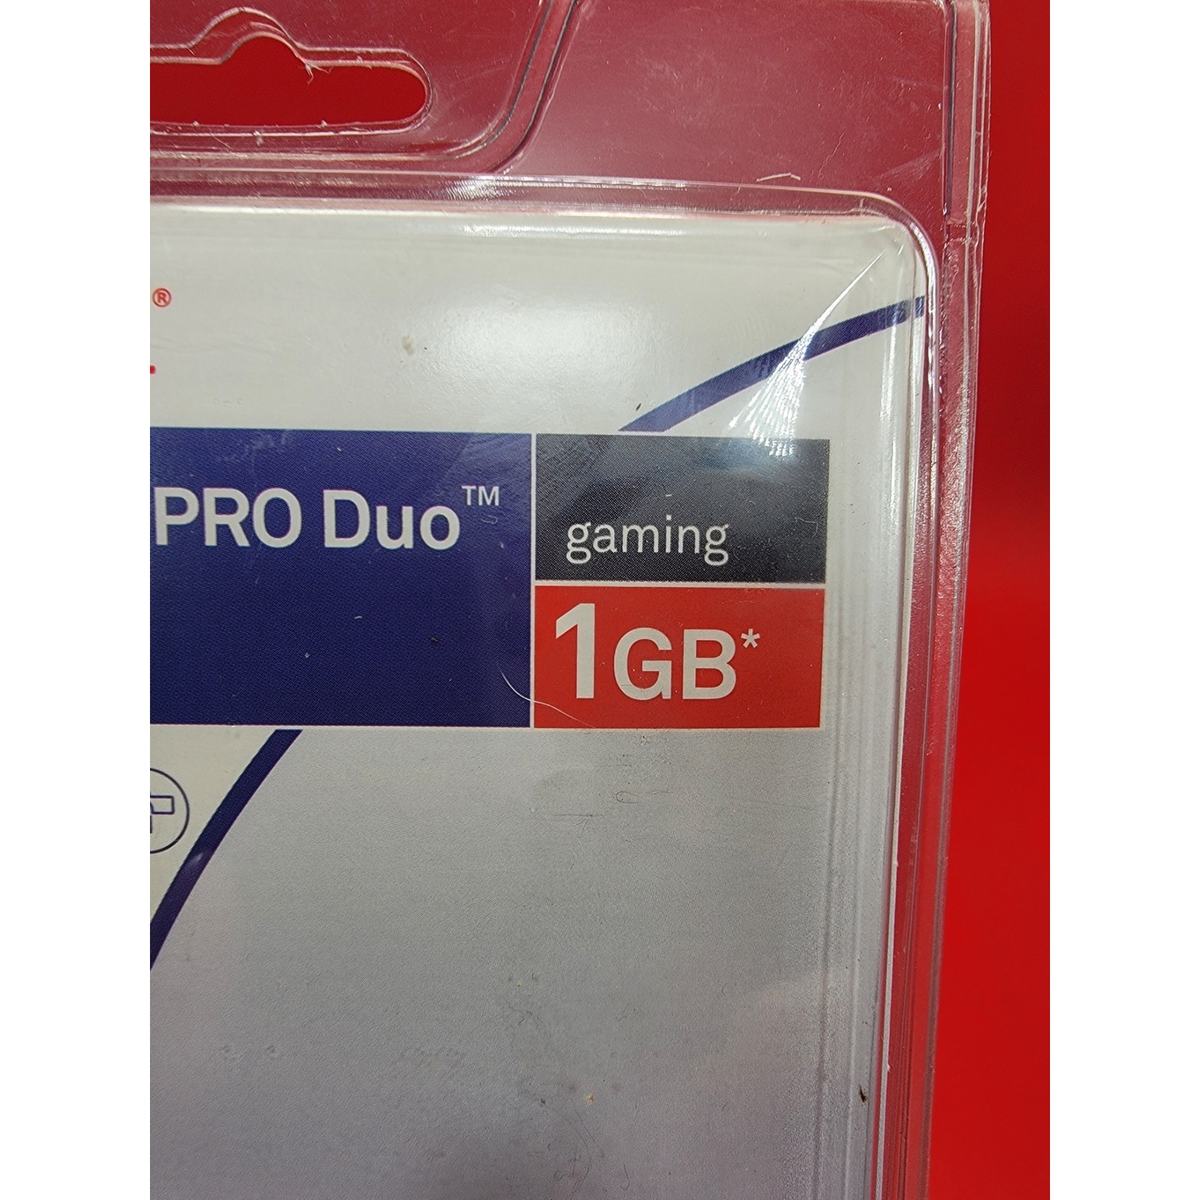 ®
PRO Duo™
gaming
1GB*